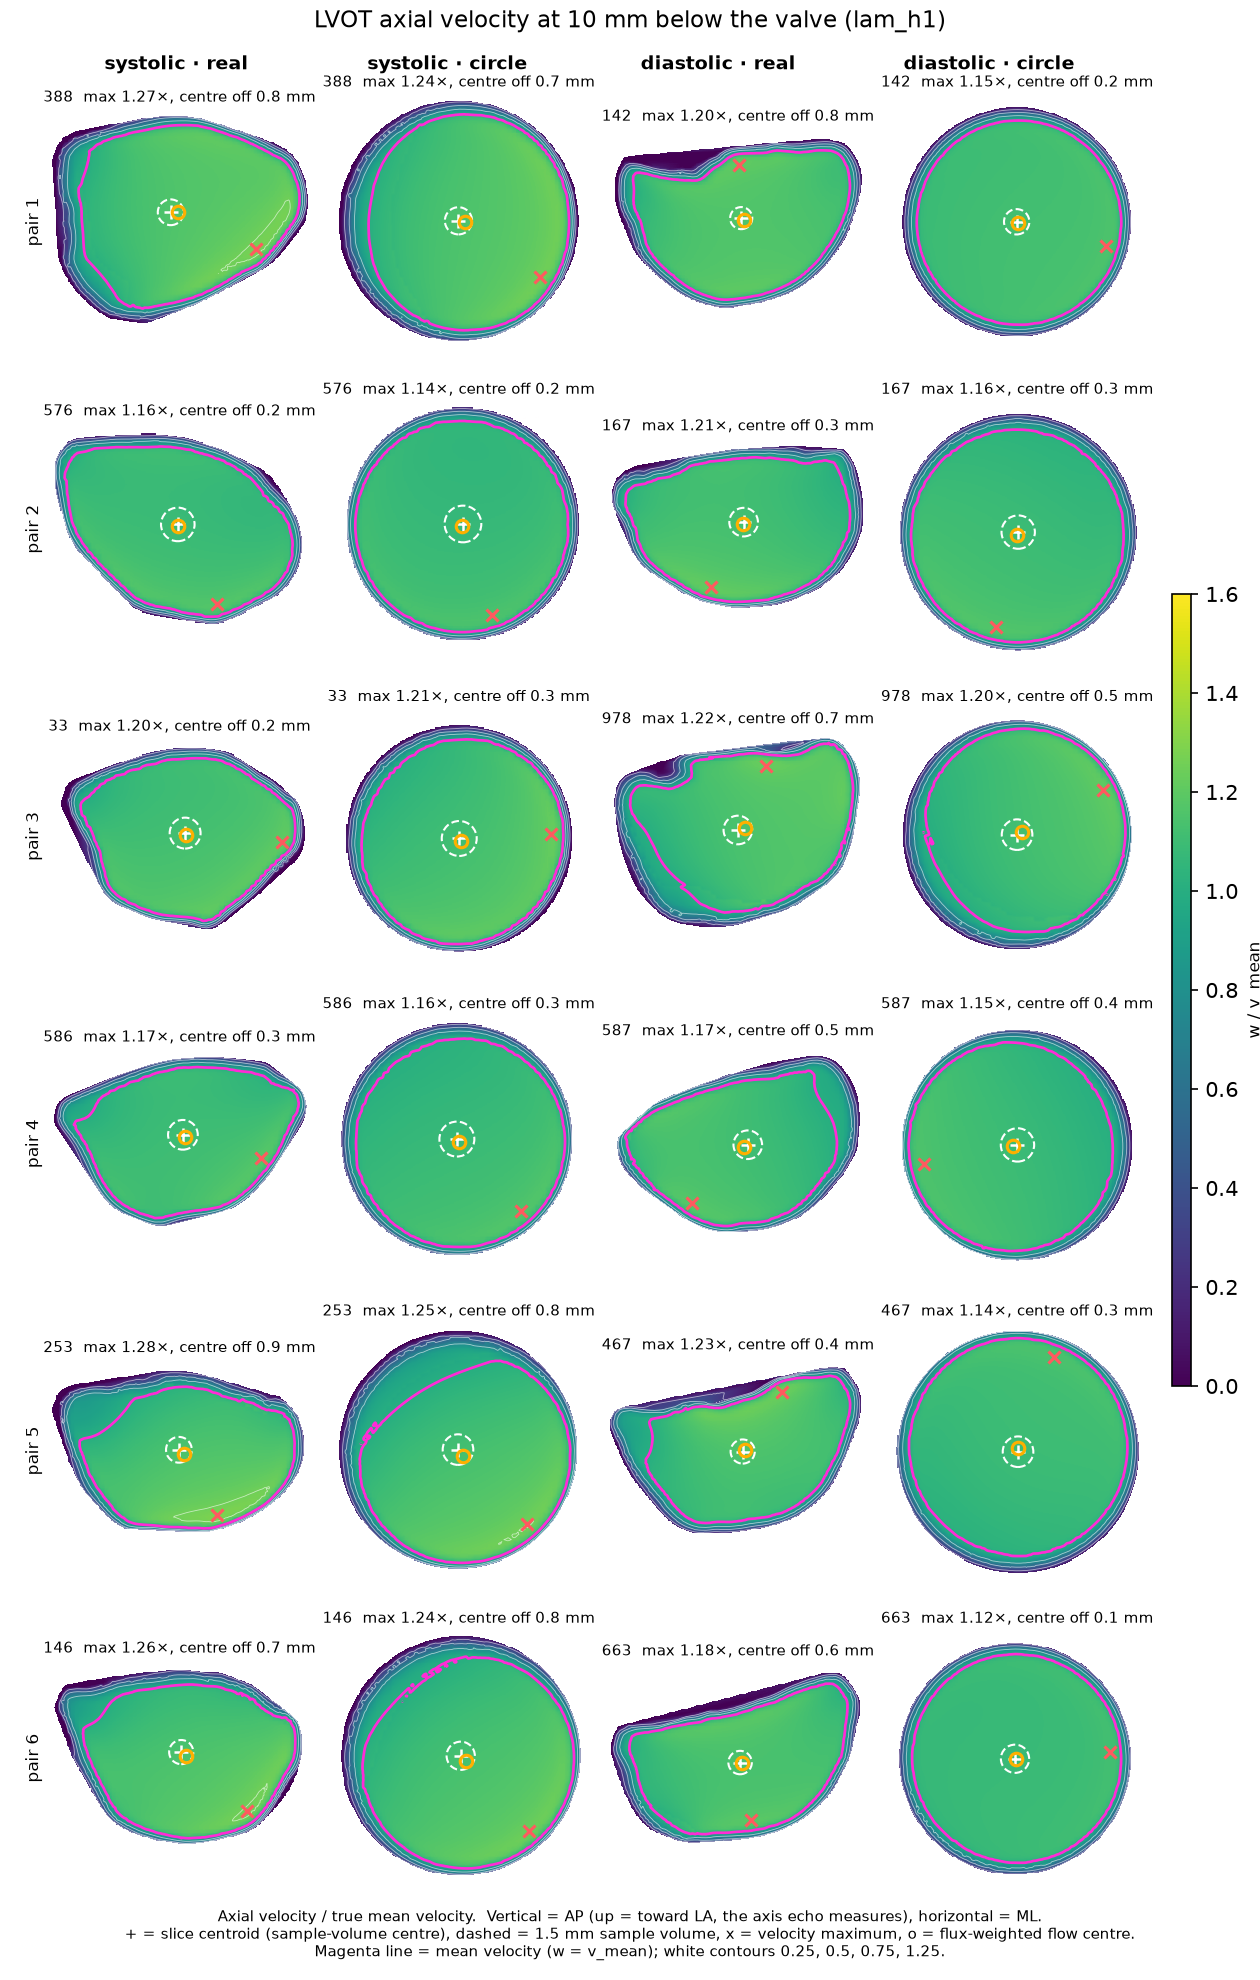 LVOT axial velocity at 10 mm below the valve (lam_h1)
systolic · real
systolic · circle
diastolic · real
diastolic · circle
pair 1
388 max 1.27×, centre off 0.8 mm
388 max 1.24×, centre off 0.7 mm
142 max 1.20×, centre off 0.8 mm
142 max 1.15×, centre off 0.2 mm
pair 2
576 max 1.16×, centre off 0.2 mm
576 max 1.14×, centre off 0.2 mm
167 max 1.21×, centre off 0.3 mm
167 max 1.16×, centre off 0.3 mm
pair 3
33 max 1.20×, centre off 0.2 mm
33 max 1.21×, centre off 0.3 mm
978 max 1.22×, centre off 0.7 mm
978 max 1.20×, centre off 0.5 mm
pair 4
586 max 1.17×, centre off 0.3 mm
586 max 1.16×, centre off 0.3 mm
587 max 1.17×, centre off 0.5 mm
587 max 1.15×, centre off 0.4 mm
pair 5
253 max 1.28×, centre off 0.9 mm
253 max 1.25×, centre off 0.8 mm
467 max 1.23×, centre off 0.4 mm
467 max 1.14×, centre off 0.3 mm
pair 6
146 max 1.26×, centre off 0.7 mm
146 max 1.24×, centre off 0.8 mm
663 max 1.18×, centre off 0.6 mm
663 max 1.12×, centre off 0.1 mm
1.6
1.4
1.2
1.0
0.8
0.6
0.4
0.2
0.0
w / v_mean
Axial velocity / true mean velocity. Vertical = AP (up = toward LA, the axis echo measures), horizontal = ML.
+ = slice centroid (sample-volume centre), dashed = 1.5 mm sample volume, x = velocity maximum, o = flux-weighted flow centre.
Magenta line = mean velocity (w = v_mean); white contours 0.25, 0.5, 0.75, 1.25.